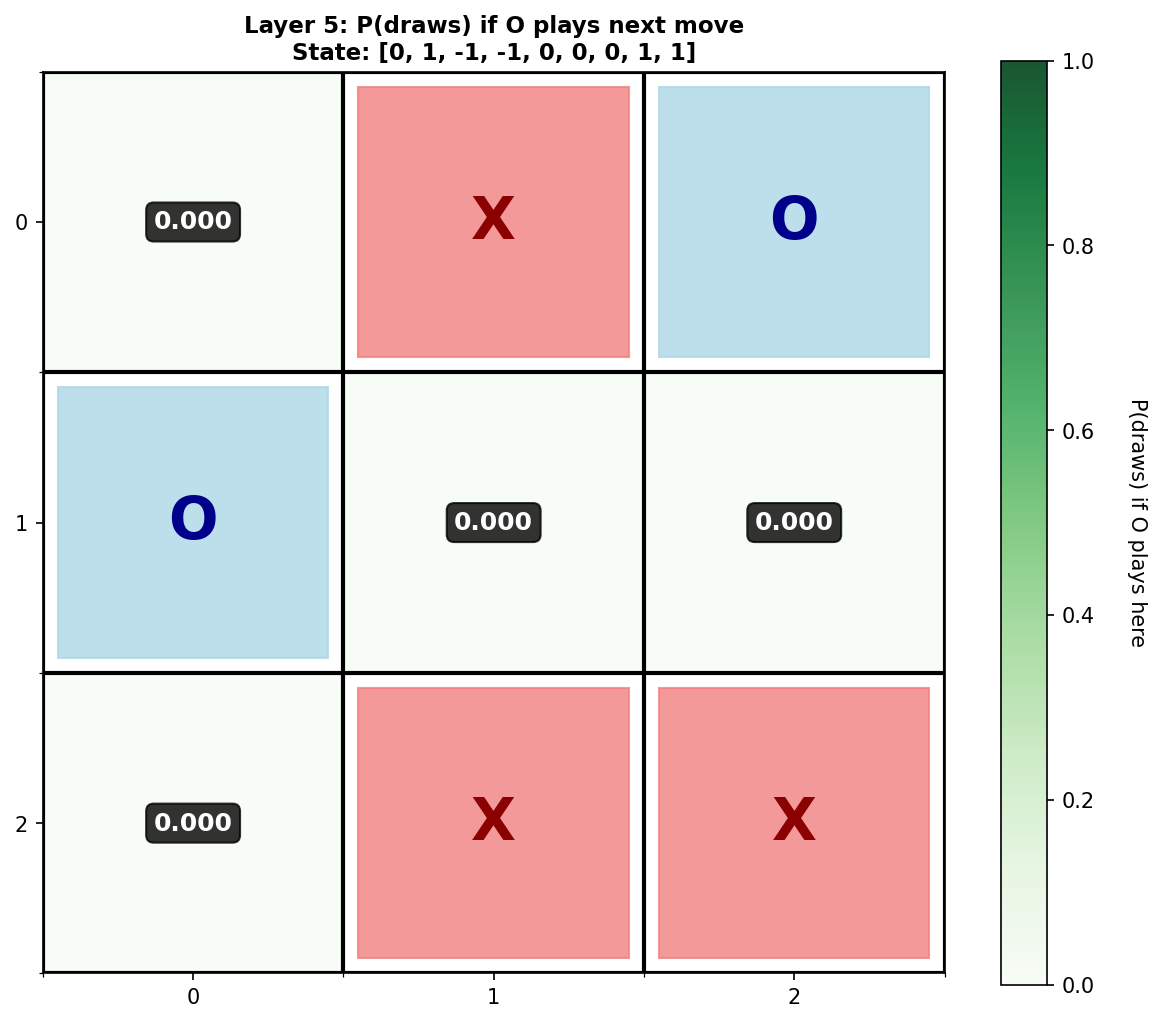 Layer 5: P(draws) if O plays next move
State: [0, 1, -1, -1, 0, 0, 0, 1, 1]
0 0.000 X O
1 O 0.000 0.000
2 0.000 X X
0 1 2
1.0
0.8
0.6
0.4
0.2
0.0
P(draws) if O plays here